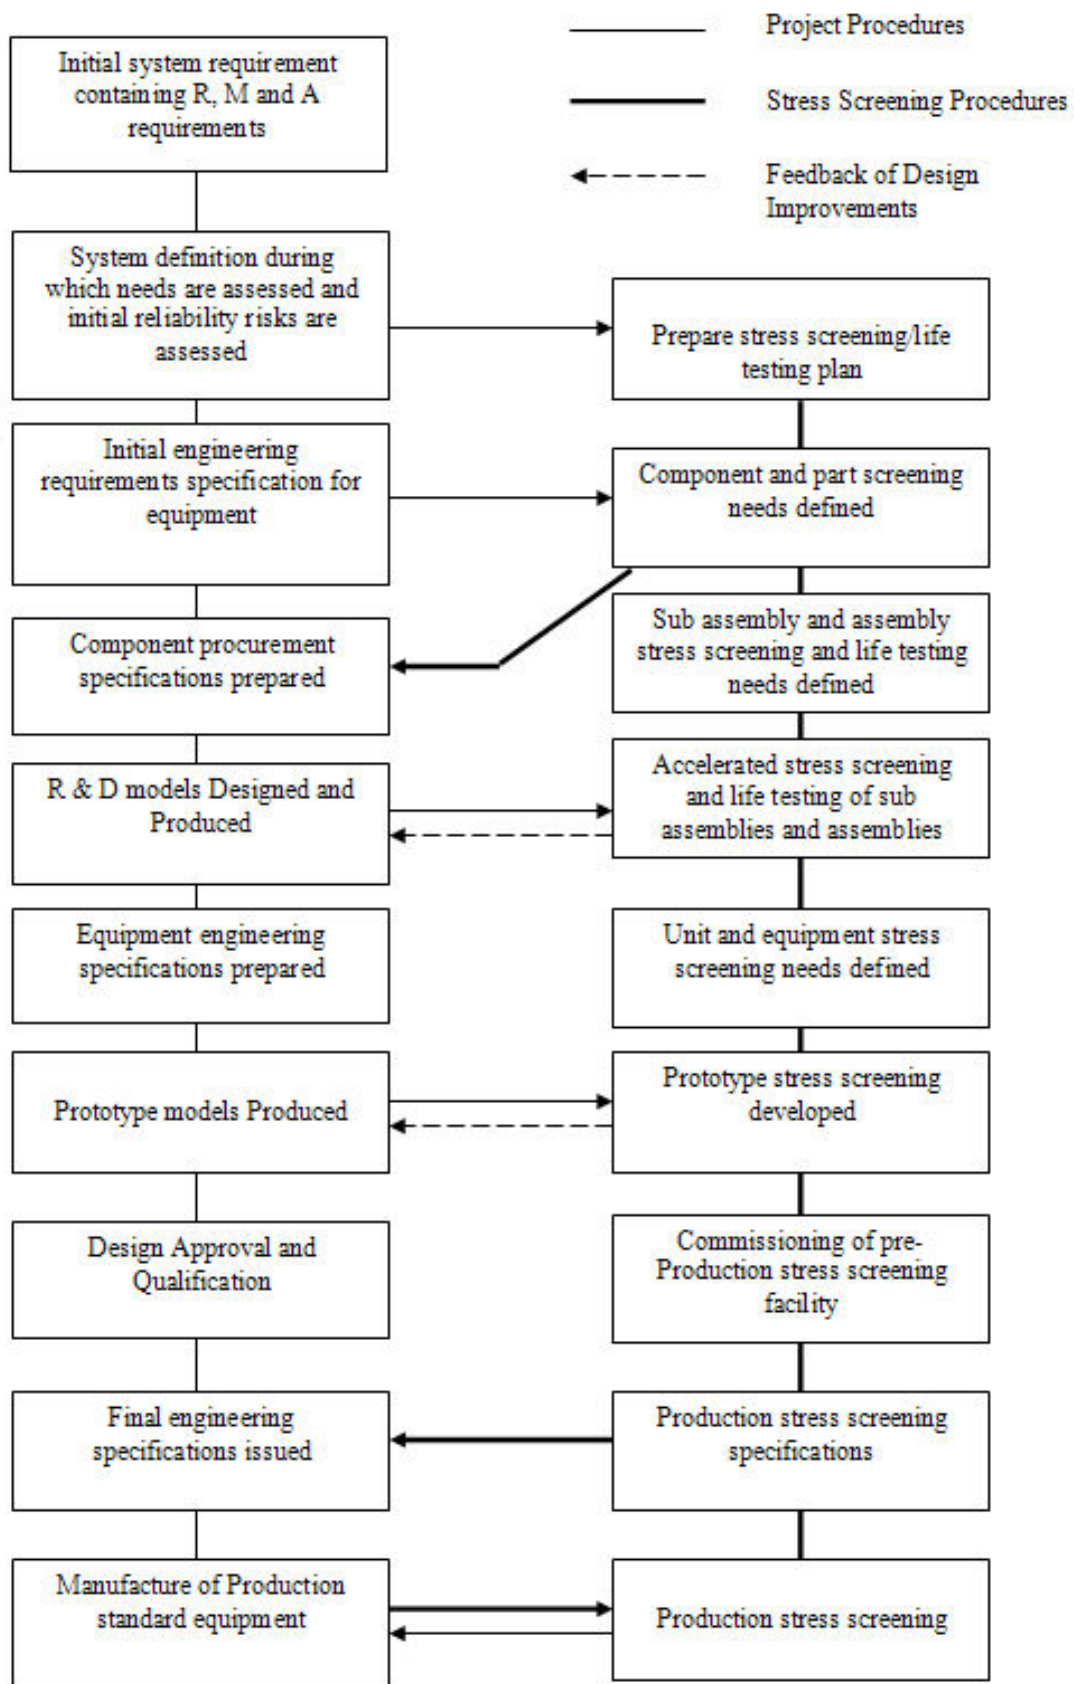 Project Procedures
Stress Screening Procedures
Feedback of Design
Improvements
Initial system requirement
containing R, M and A
requirements
System definition during
which needs are assessed and
initial reliability risks are
assessed
Prepare stress screening/life
testing plan
Initial engineering
requirements specification for
equipment
Component and part screening
needs defined
Component procurement
specifications prepared
Sub assembly and assembly
stress screening and life testing
needs defined
R & D models Designed and
Produced
Accelerated stress screening
and life testing of sub
assemblies and assemblies
Equipment engineering
specifications prepared
Unit and equipment stress
screening needs defined
Prototype models Produced
Prototype stress screening
developed
Design Approval and
Qualification
Commissioning of pre-
Production stress screening
facility
Final engineering
specifications issued
Production stress screening
specifications
Manufacture of Production
standard equipment
Production stress screening